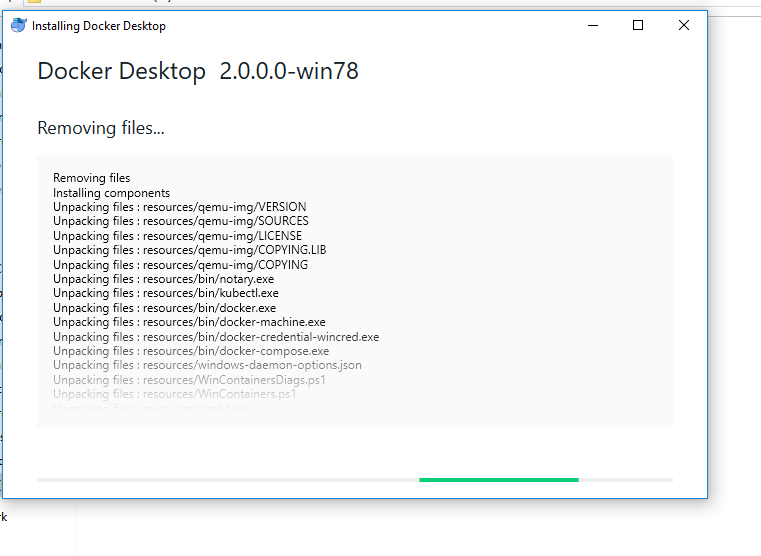 Installing Docker Desktop
Docker Desktop 2.0.0.0-win78
Removing files...
Removing files
Installing components
Unpacking files : resources/qemu-img/VERSION
Unpacking files : resources/qemu-img/SOURCES
Unpacking files : resources/qemu-img/LICENSE
Unpacking files : resources/qemu-img/COPYING.LIB
Unpacking files : resources/qemu-img/COPYING
Unpacking files : resources/bin/notary.exe
Unpacking files : resources/bin/kubectl.exe
Unpacking files : resources/bin/docker.exe
Unpacking files : resources/bin/docker-machine.exe
Unpacking files : resources/bin/docker-credential-wincred.exe
Unpacking files : resources/bin/docker-compose.exe
Unpacking files : resources/windows-daemon-options.json
Unpacking files : resources/WinContainersDiags.ps1
Unpacking files : resources/WinContainers.ps1